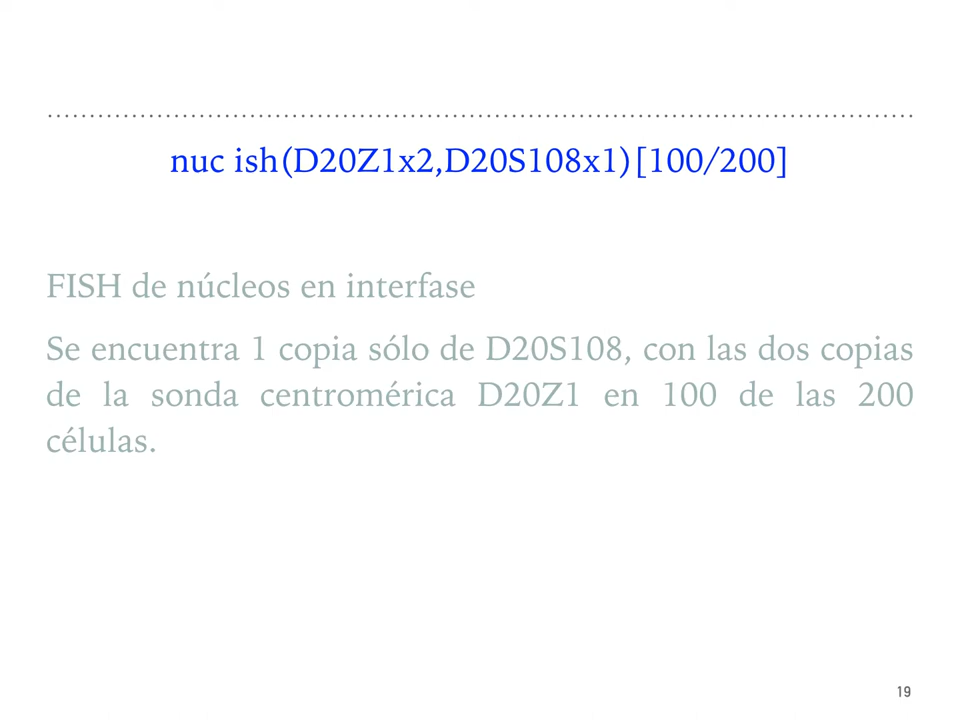 nuc ish(D20Z1x2,D20S108x1)[100/200]
FISH de núcleos en interfase
Se encuentra 1 copia sólo de D20S108, con las dos copias
de la sonda centromérica D20Z1 en 100 de las 200
células.
19